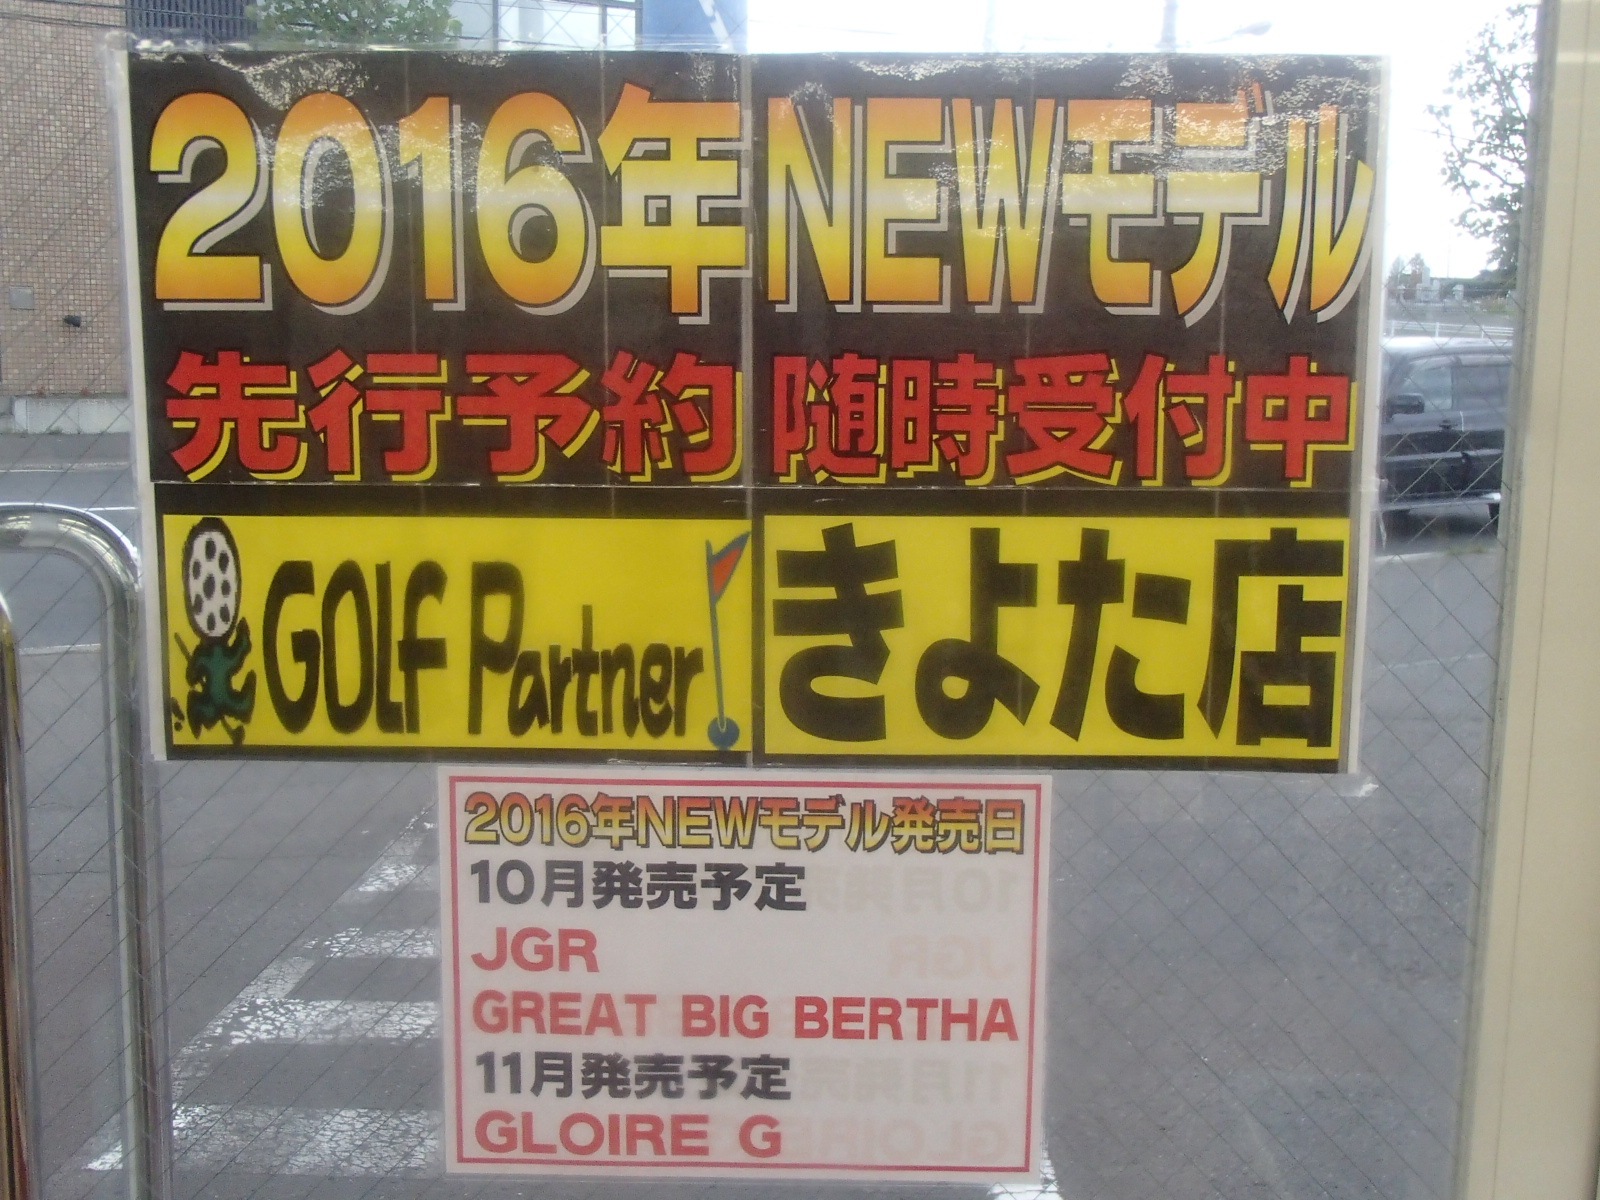 2016年NEWモデル
先行予約随時受付中
GOLf Partner
きよた店
2016年NEWモデル発売日
10月発売予定
JGR
GREAT BIG BERTHA
11月発売予定
GLOIRE G